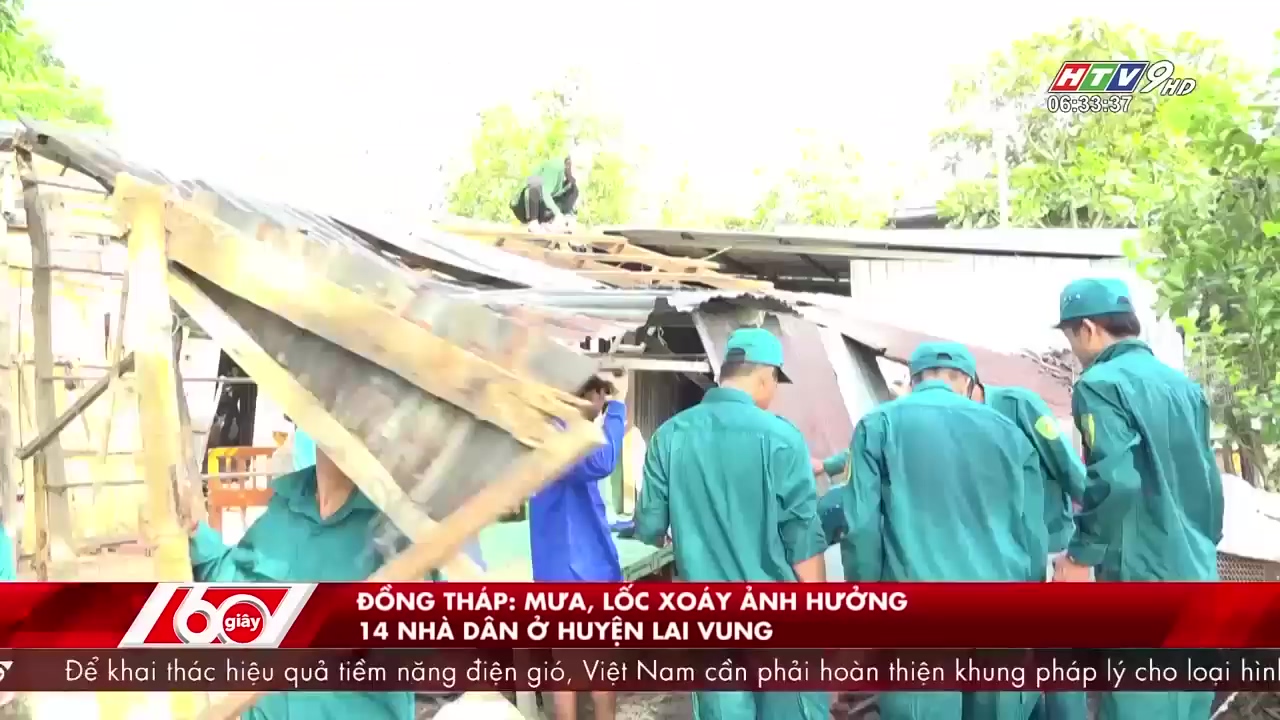 HTV9 HD
06:33:37
60 giây
ĐỒNG THÁP: MƯA, LỐC XOÁY ẢNH HƯỞNG
14 NHÀ DÂN Ở HUYỆN LAI VUNG
Để khai thác hiệu quả tiềm năng điện gió, Việt Nam cần phải hoàn thiện khung pháp lý cho loại hình